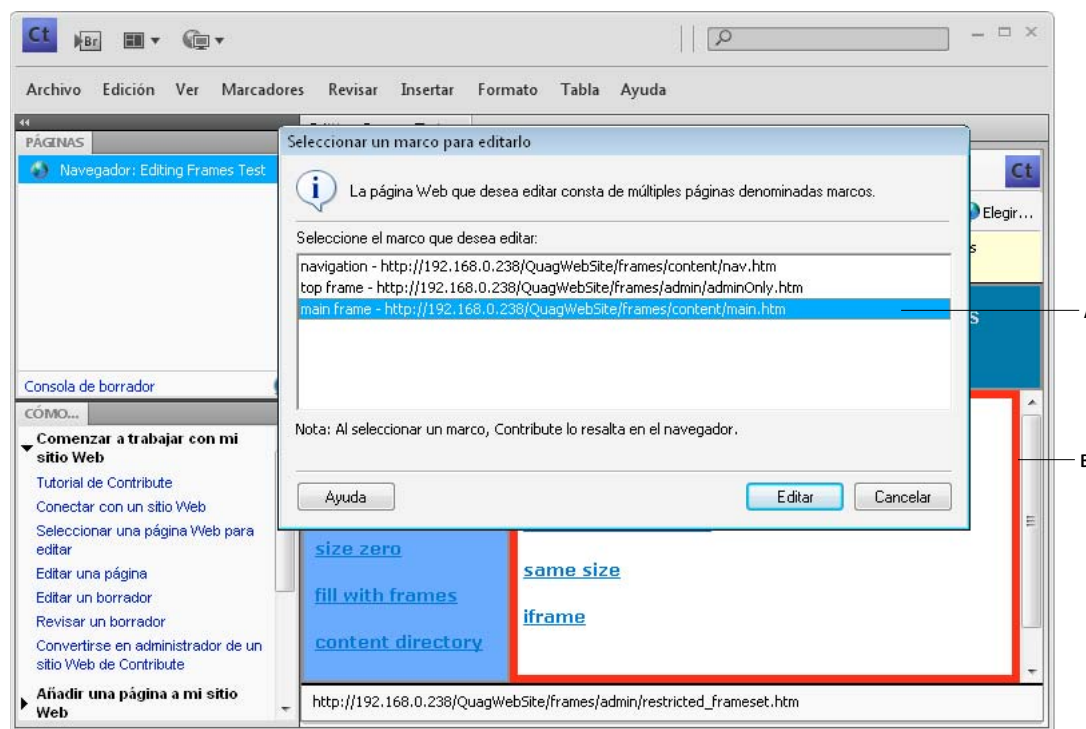 Ct
Br
Archivo Edición Ver Marcadores Revisar Insertar Formato Tabla Ayuda
PÁGINAS
Navegador: Editing Frames Test
Consola de borrador
CÓMO...
Comenzar a trabajar con mi
sitio Web
Tutorial de Contribute
Conectar con un sitio Web
Seleccionar una página Web para
editar
Editar una página
Editar un borrador
Revisar un borrador
Convertirse en administrador de un
sitio Web de Contribute
Añadir una página a mi sitio
Web
Seleccionar un marco para editarlo
La página Web que desea editar consta de múltiples páginas denominadas marcos.
Seleccione el marco que desea editar:
navigation - http://192.168.0.238/QuagWebSite/frames/content/nav.htm
top frame - http://192.168.0.238/QuagWebSite/frames/admin/adminOnly.htm
main frame - http://192.168.0.238/QuagWebSite/frames/content/main.htm
Nota: Al seleccionar un marco, Contribute lo resalta en el navegador.
Ayuda
Editar
Cancelar
Ct
Elegir...
s
S
size zero
fill with frames
content directory
same size
iframe
http://192.168.0.238/QuagWebSite/frames/admin/restricted_frameset.htm